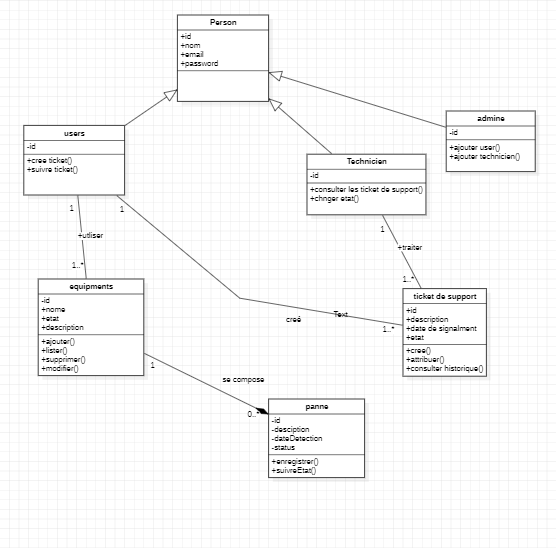 Person
+id
+nom
+email
+password
users
-id
+cree ticket()
+suivre ticket()
admine
-id
+ajouter user()
+ajouter technicien()
Technicien
-id
+consulter les ticket de support()
+chnger etat()
1
1
+utliser
1..*
1
+traiter
1..*
equipments
-id
+nome
+etat
+description
+ajouter()
+lister()
+supprimer()
+modifier()
ticket de support
+id
+description
+date de signalment
+etat
+cree()
+attribuer()
+consulter historique()
creé
Text
1..*
1
se compose
0..*
panne
-id
-desciption
-dateDetection
-status
+enregistrer()
+suivreEtat()